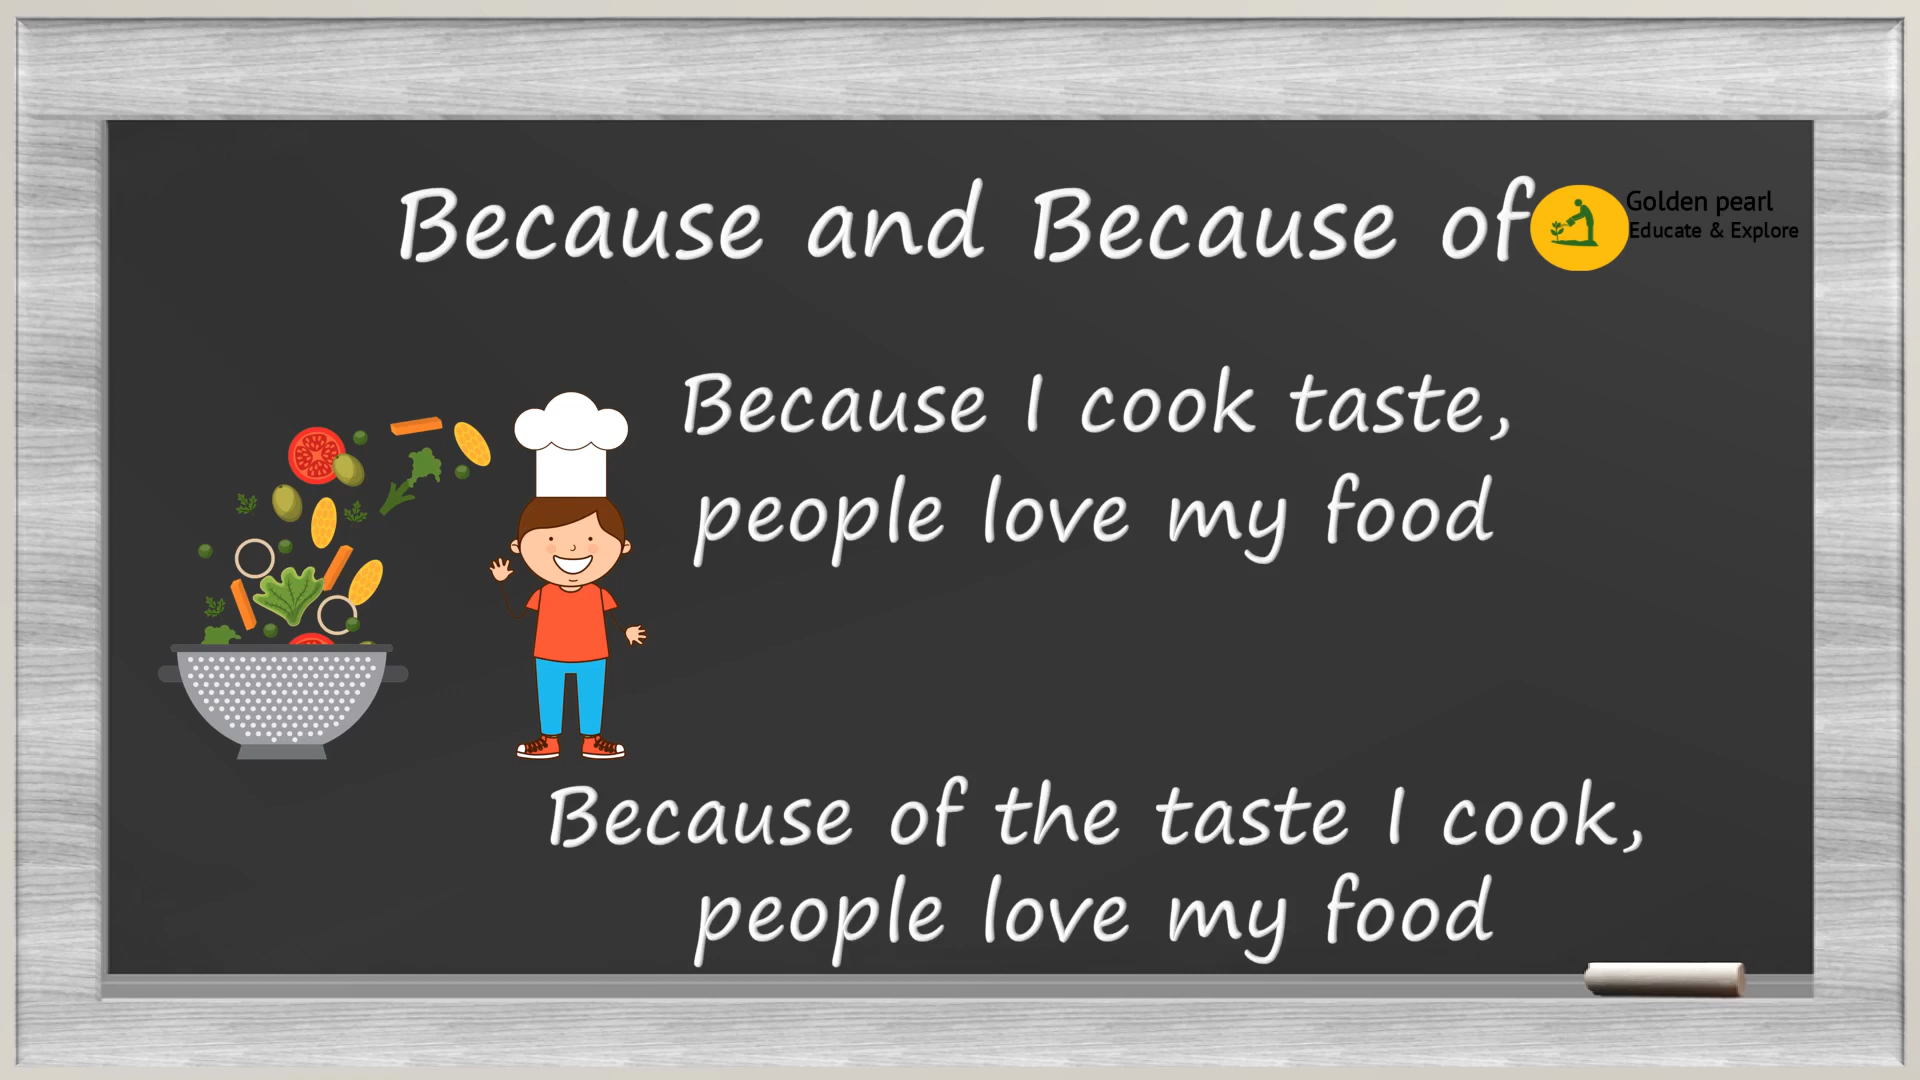 Because and Because of
Golden pearl
Educate & Explore
Because I cook taste,
people love my food
Because of the taste I cook,
people love my food